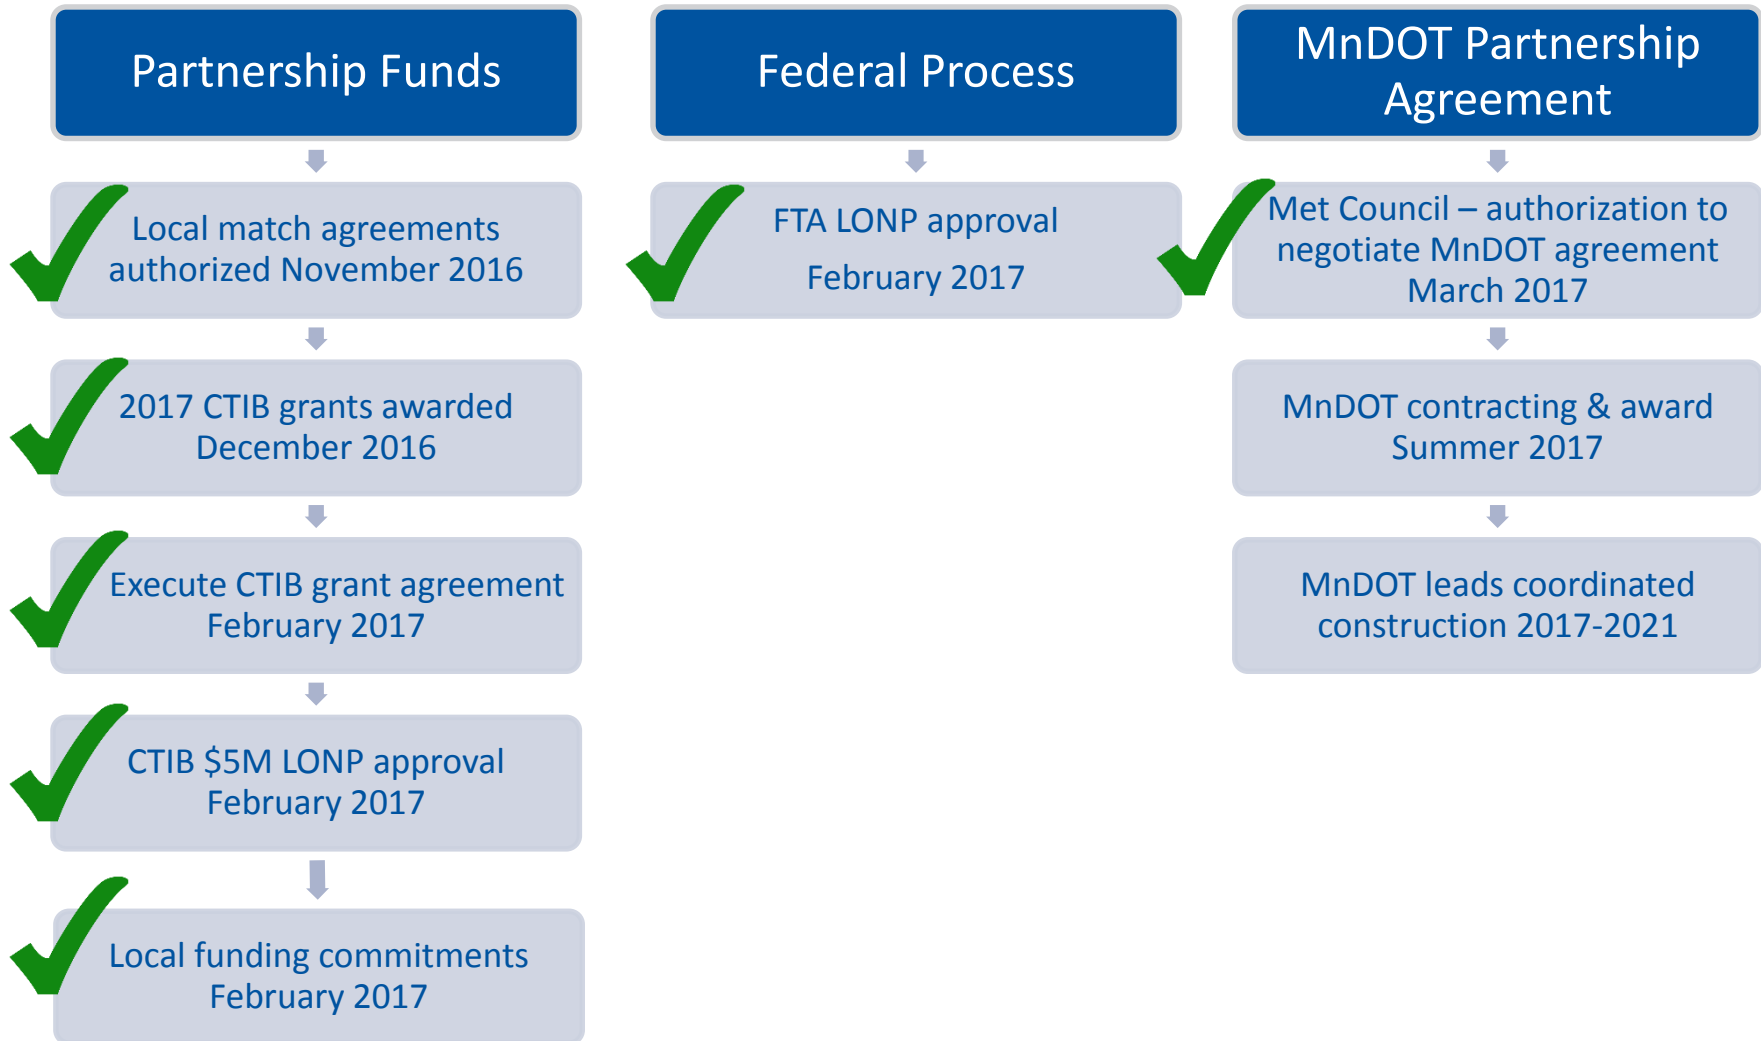 Partnership Funds
Local match agreements
authorized November 2016
2017 CTIB grants awarded
December 2016
Execute CTIB grant agreement
February 2017
CTIB $5M LONP approval
February 2017
Local funding commitments
February 2017
Federal Process
FTA LONP approval
February 2017
MnDOT Partnership
Agreement
Met Council – authorization to
negotiate MnDOT agreement
March 2017
MnDOT contracting & award
Summer 2017
MnDOT leads coordinated
construction 2017-2021